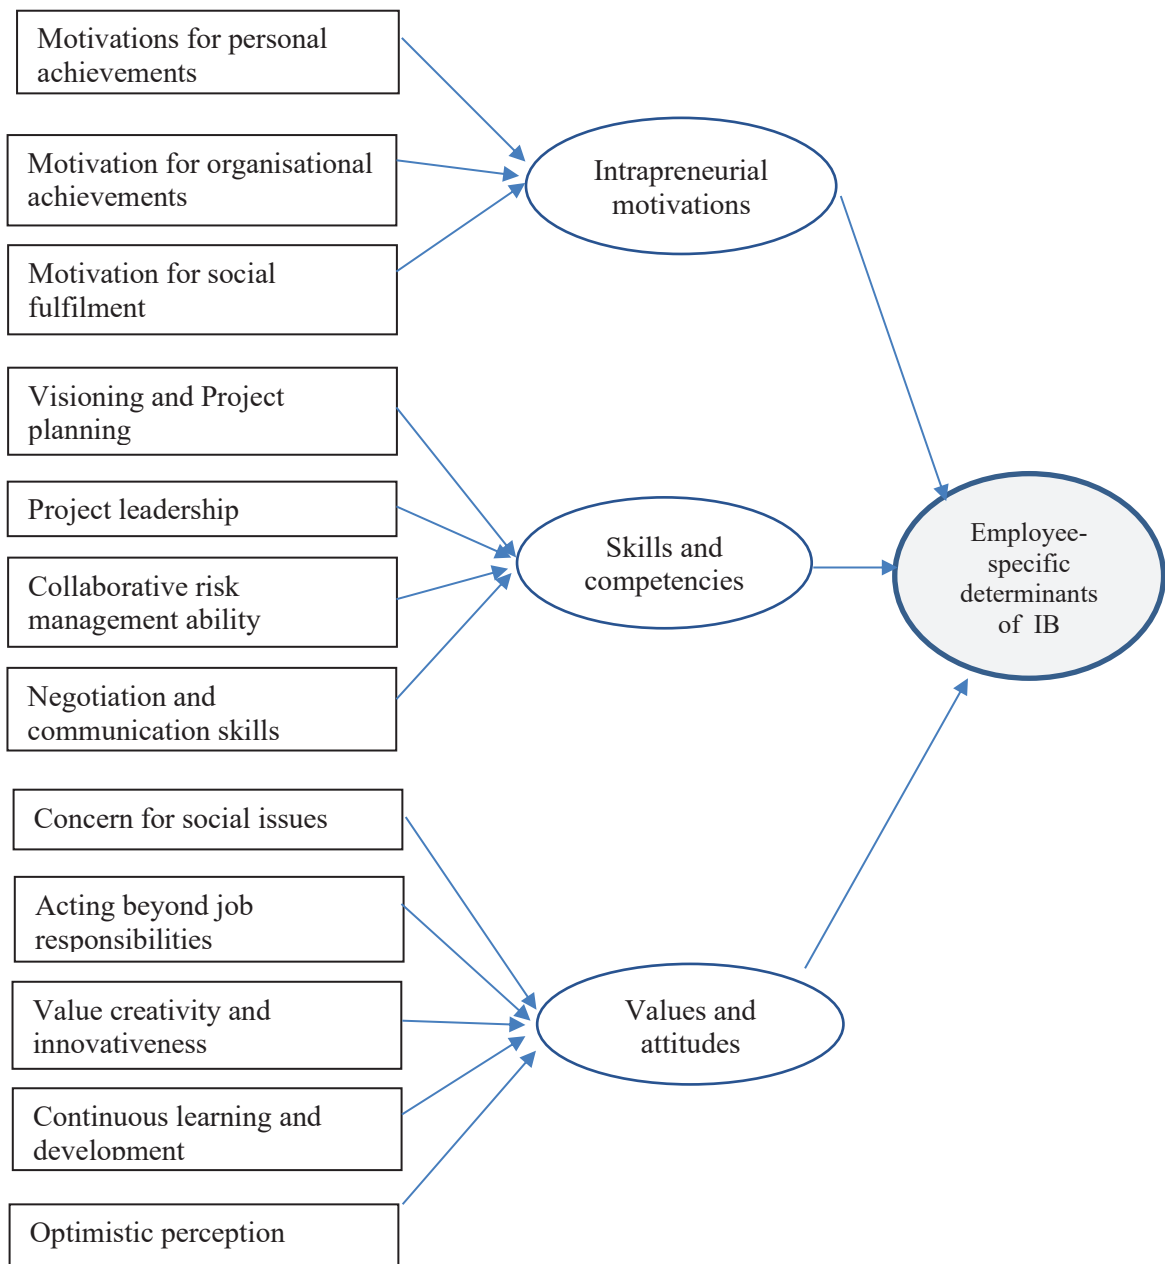 Motivations for personal
achievements
Motivation for organisational
achievements
Motivation for social
fulfilment
Visioning and Project
planning
Project leadership
Collaborative risk
management ability
Negotiation and
communication skills
Concern for social issues
Acting beyond job
responsibilities
Value creativity and
innovativeness
Continuous learning and
development
Optimistic perception
Intrapreneurial
motivations
Skills and
competencies
Values and
attitudes
Employee-
specific
determinants
of IB